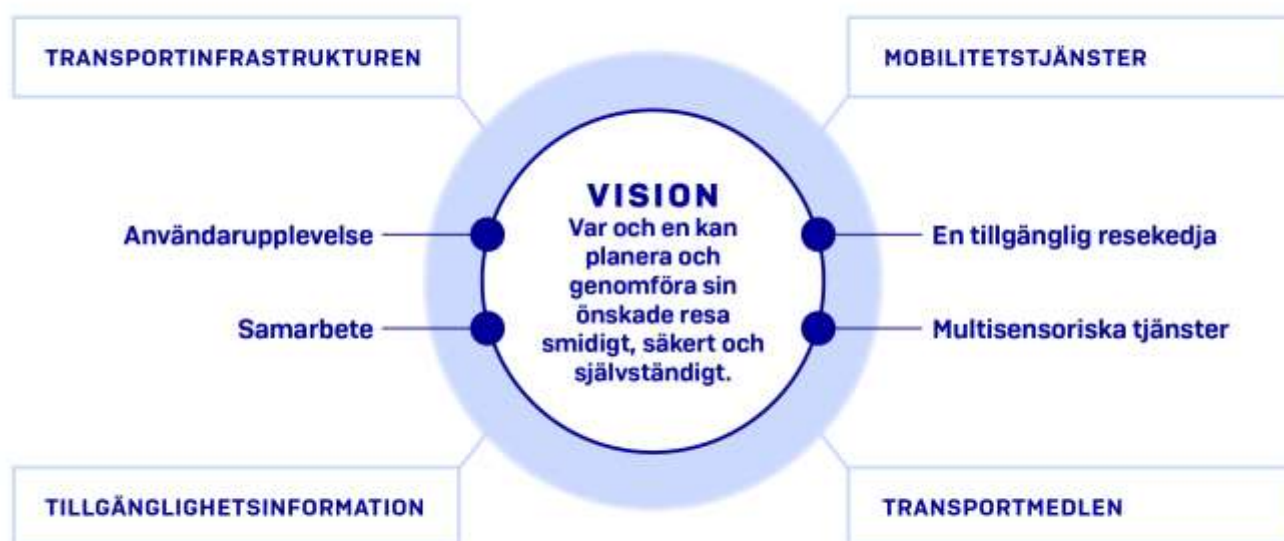 TRANSPORTINFRASTRUKTUREN
MOBILITETSTJÄNSTER
VISION
Var och en kan
planera och
genomföra sin
önskade resa
smidigt, säkert och
självständigt.
Användarupplevelse
Samarbete
En tillgänglig resekedja
Multisensoriska tjänster
TILLGÄNGLIGHETSINFORMATION
TRANSPORTMEDLEN